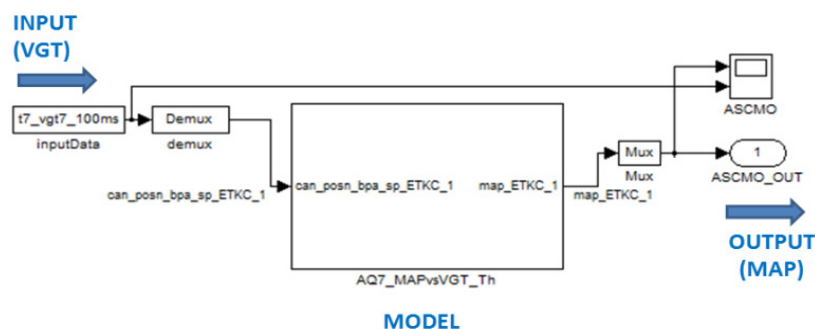 INPUT
(VGT)
t7_vgt7_100ms
inputData
Demux
demux
can_posn_bpa_sp_ETKC_1
can_posn_bpa_sp_ETKC_1
map_ETKC_1
AQ7_MAPvsVGT_Th
map_ETKC_1
Mux
Mux
ASCMO
1
ASCMO_OUT
OUTPUT
(MAP)
MODEL